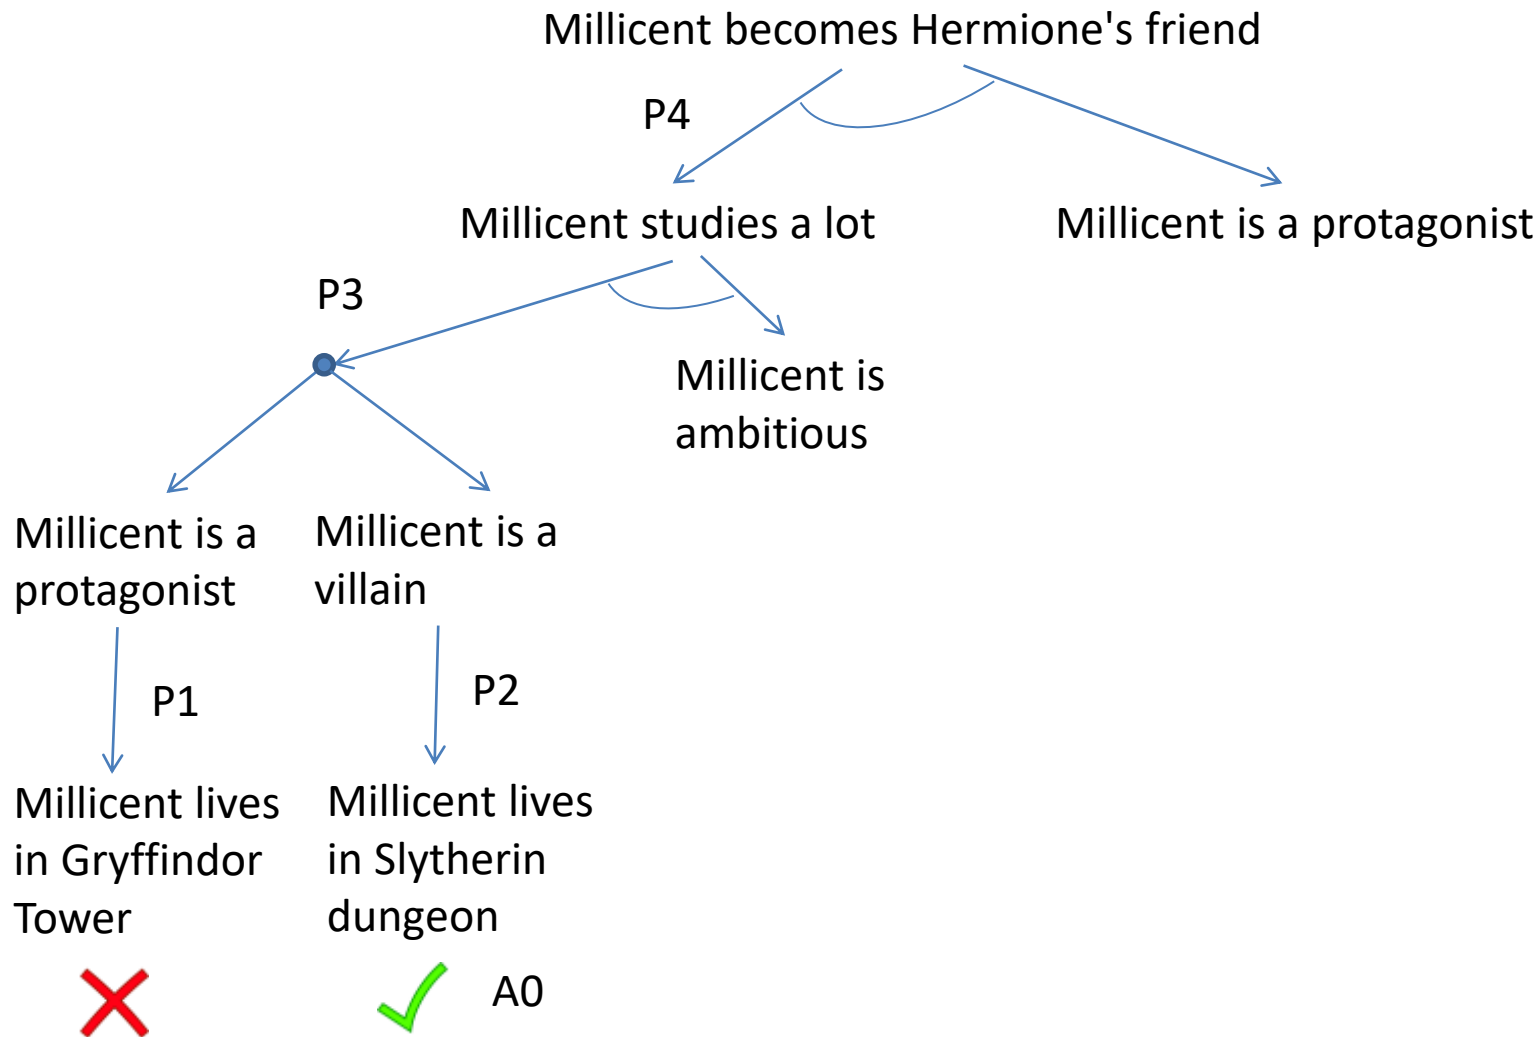 Millicent becomes Hermione's friend
P4
Millicent studies a lot
Millicent is a protagonist
P3
Millicent is
ambitious
Millicent is a
protagonist
Millicent is a
villain
P1
P2
Millicent lives
in Gryffindor
Tower
Millicent lives
in Slytherin
dungeon
A0